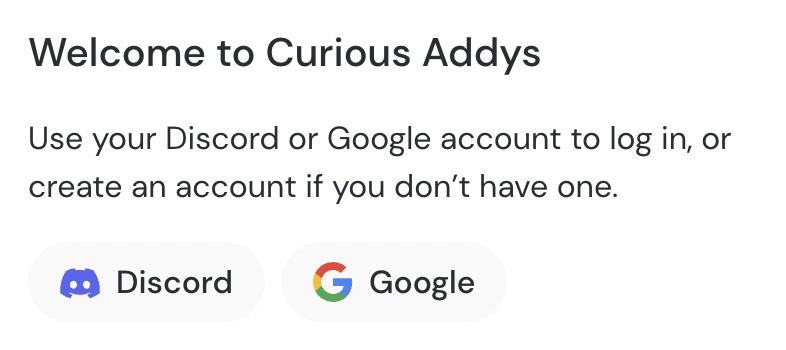 Welcome to Curious Addys
Use your Discord or Google account to log in, or
create an account if you don’t have one.
Discord
Google